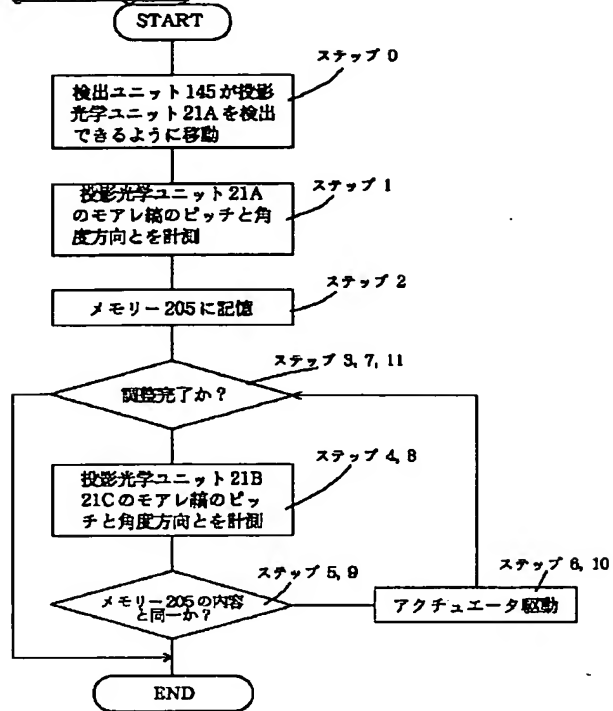 START
ステップ 0
検出ユニット 145 が投影
光学ユニット 21A を検出
できるように移動
ステップ 1
投影光学ユニット 21A
のモアレ縞のピッチと角
度方向とを計測
ステップ 2
メモリー 205 に記憶
ステップ 3, 7, 11
調整完了か？
ステップ 4, 8
投影光学ユニット 21B
21C のモアレ縞のピッ
チと角度方向とを計測
ステップ 5, 9
メモリー 205 の内容
と同一か？
ステップ 6, 10
アクチュエータ駆動
END